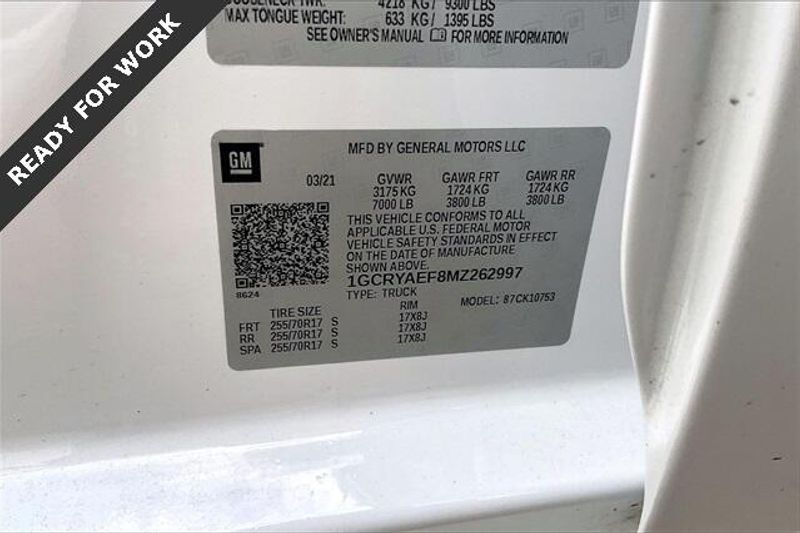 READY FOR WORK
4218 KG / 9300 LBS
MAX TONGUE WEIGHT: 633 KG / 1395 LBS
SEE OWNER'S MANUAL FOR MORE INFORMATION
GM
MFD BY GENERAL MOTORS LLC
03/21 GVWR GAWR FRT GAWR RR
3175 KG 1724 KG 1724 KG
7000 LB 3800 LB 3800 LB
THIS VEHICLE CONFORMS TO ALL
APPLICABLE U.S. FEDERAL MOTOR
VEHICLE SAFETY STANDARDS IN EFFECT
ON THE DATE OF MANUFACTURE
SHOWN ABOVE.
1GCRYAEF8MZ262997
8624 TYPE: TRUCK MODEL: 87CK10753
TIRE SIZE RIM
FRT 255/70R17 S 17X8J
RR 255/70R17 S 17X8J
SPA 255/70R17 S 17X8J